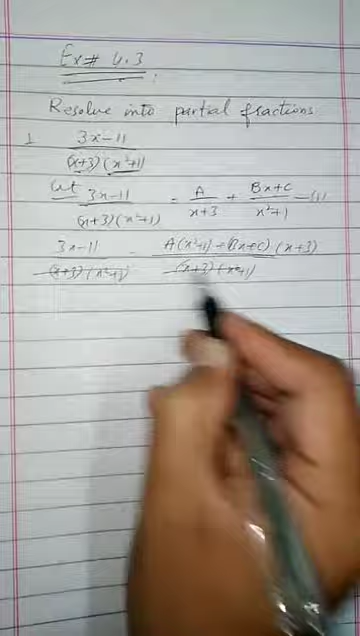 Ex# 4.3
Resolve into partial fractions
1 3x-11 / (x+3)(x²+1)
Let 3x-11 / (x+3)(x²+1) = A / x+3 + Bx+C / x²+1 -(i)
3x-11 / (x+3)(x²+1) = A(x²+1)+(Bx+C)(x+3) / (x+3)(x²+1)